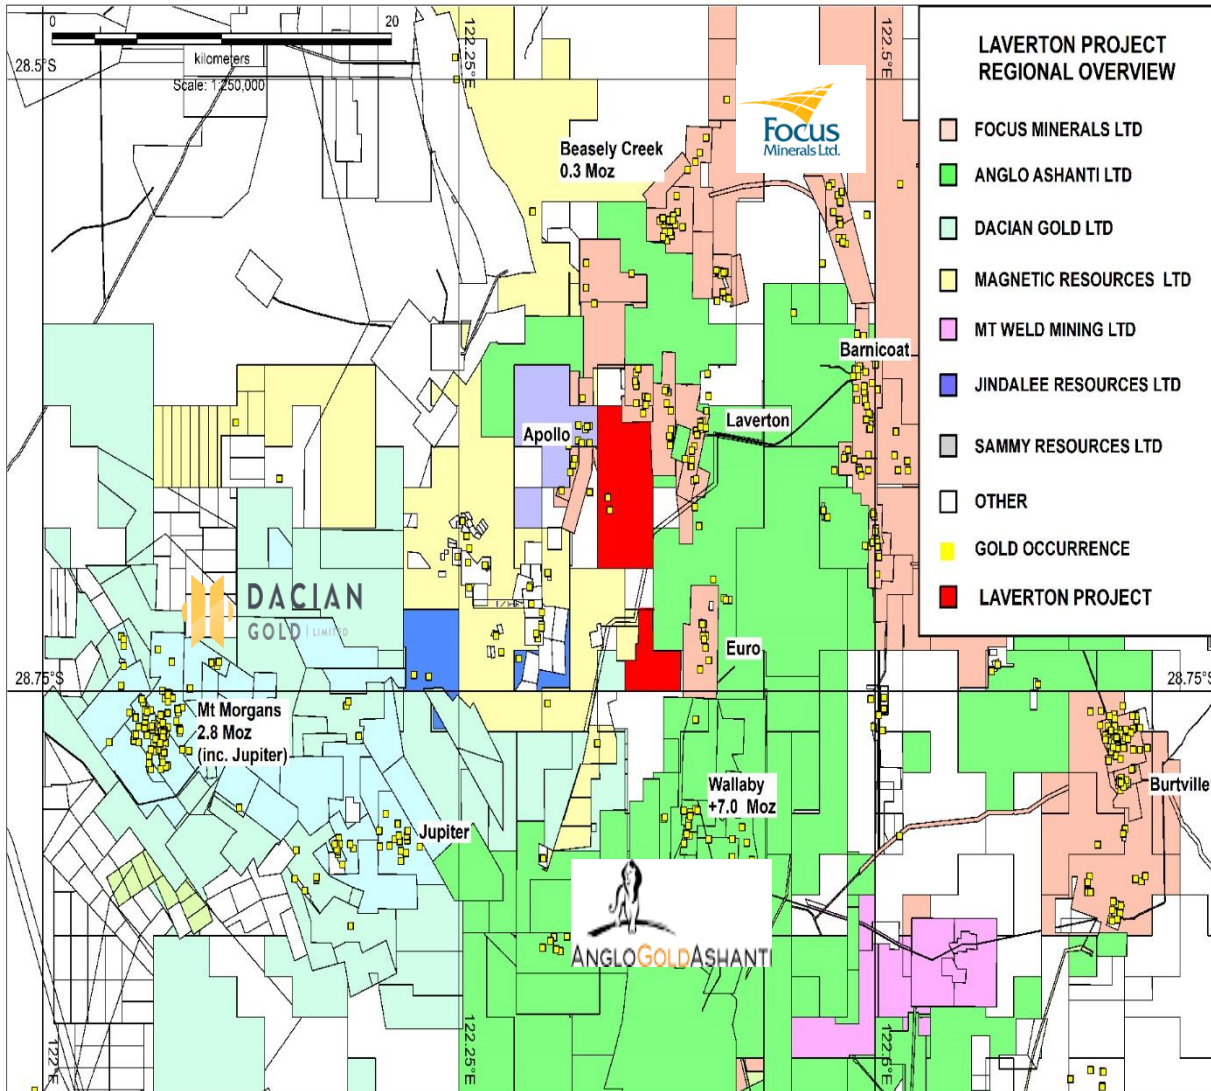 0
20
kilometers
Scale: 1:250,000
28.5°S
122.25°E
122.5°E
Focus
Minerals Ltd.
Beasely Creek
0.3 Moz
Barnicoat
Laverton
Apollo
DACIAN
GOLD | LIMITED
Euro
28.75°S
28.75°S
Mt Morgans
2.8 Moz
(inc. Jupiter)
Wallaby
+7.0 Moz
Burtville
Jupiter
ANGLOGOLDASHANTI
122°E
122.25°E
122.5°E
LAVERTON PROJECT
REGIONAL OVERVIEW
FOCUS MINERALS LTD
ANGLO ASHANTI LTD
DACIAN GOLD LTD
MAGNETIC RESOURCES LTD
MT WELD MINING LTD
JINDALEE RESOURCES LTD
SAMMY RESOURCES LTD
OTHER
GOLD OCCURRENCE
LAVERTON PROJECT